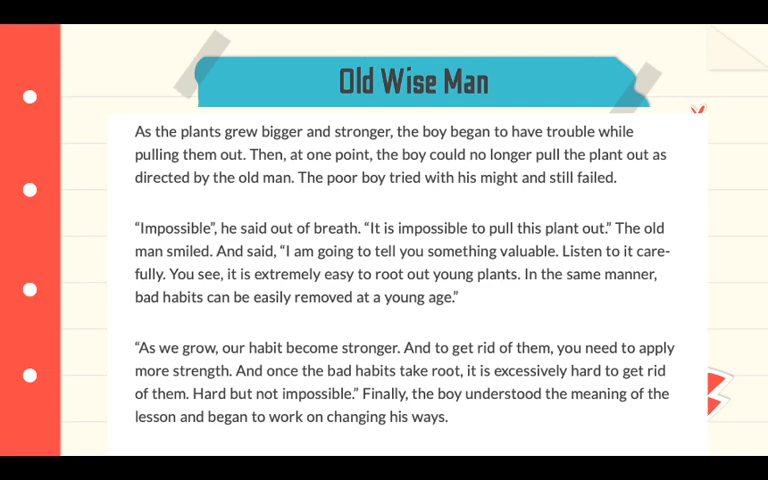 Old Wise Man
As the plants grew bigger and stronger, the boy began to have trouble while
pulling them out. Then, at one point, the boy could no longer pull the plant out as
directed by the old man. The poor boy tried with his might and still failed.
“Impossible”, he said out of breath. “It is impossible to pull this plant out.” The old
man smiled. And said, “I am going to tell you something valuable. Listen to it care-
fully. You see, it is extremely easy to root out young plants. In the same manner,
bad habits can be easily removed at a young age.”
“As we grow, our habit become stronger. And to get rid of them, you need to apply
more strength. And once the bad habits take root, it is excessively hard to get rid
of them. Hard but not impossible.” Finally, the boy understood the meaning of the
lesson and began to work on changing his ways.